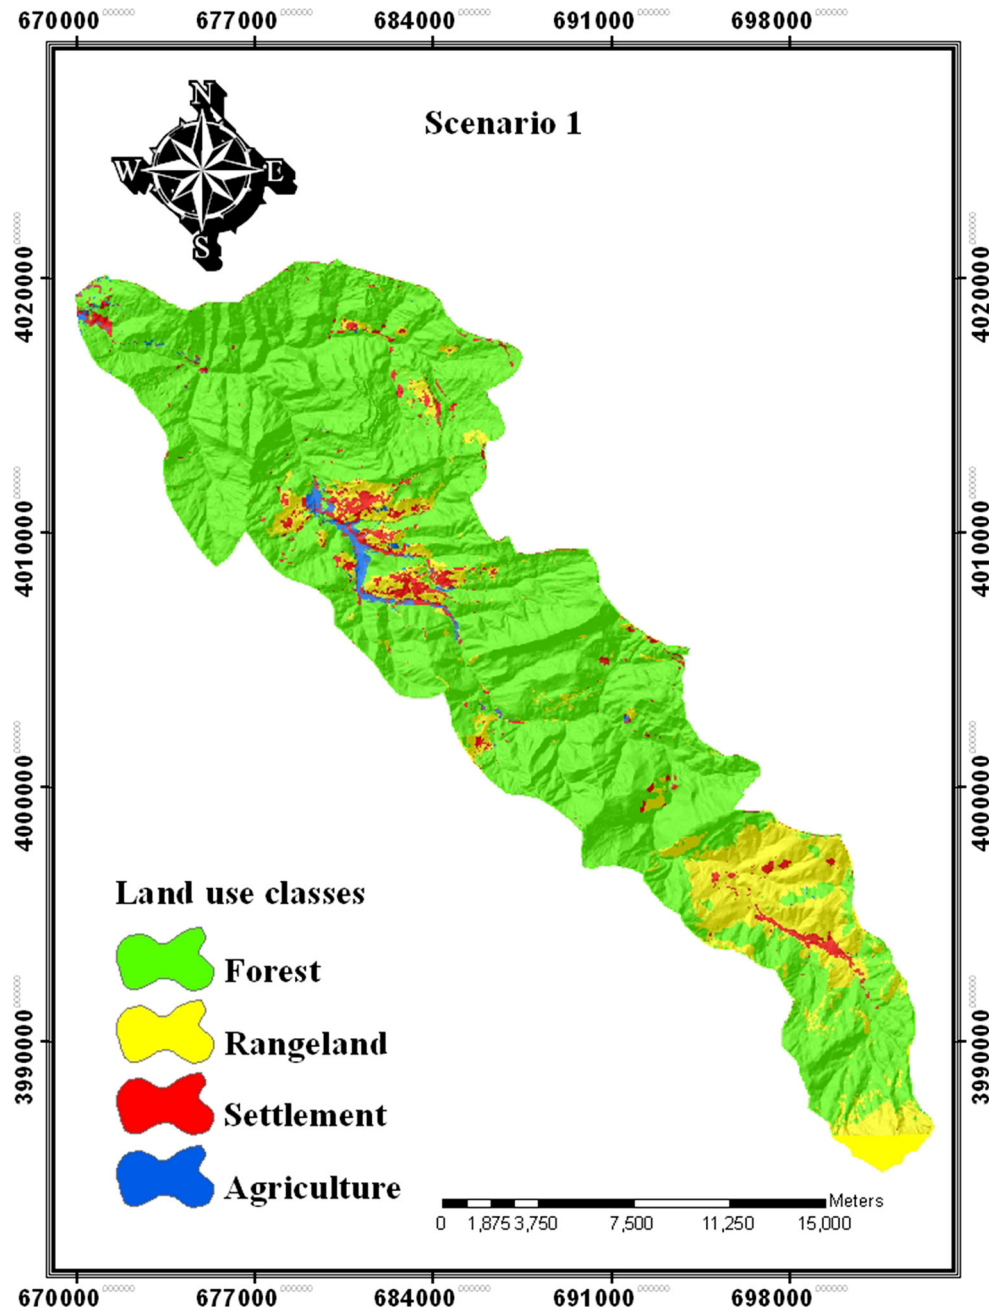 670000 677000 684000 691000 698000
N
W E
S
Scenario 1
4020000 4020000
4010000 4010000
4000000 4000000
3990000 3990000
Land use classes
Forest
Rangeland
Settlement
Agriculture
Meters
0 1,875 3,750 7,500 11,250 15,000
670000 677000 684000 691000 698000